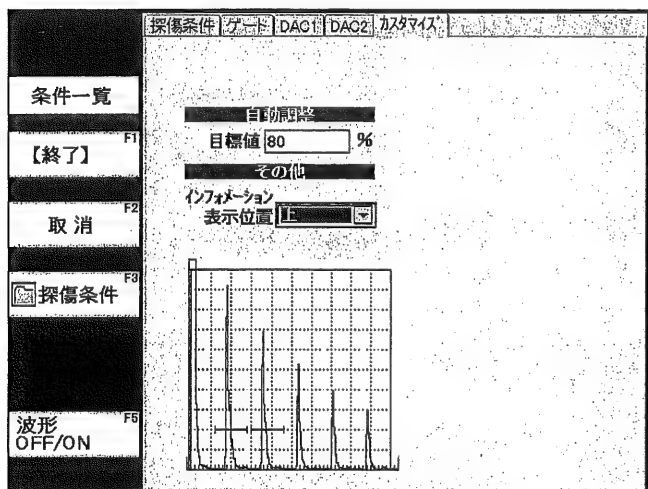 探傷条件 ゲート DAC1 DAC2 カスタマイズ
条件一覧
F1
【終了】
F2
取消
F3
探傷条件
F5
波形
OFF/ON
自動調整
目標値 80 %
その他
インフォメーション
表示位置 上